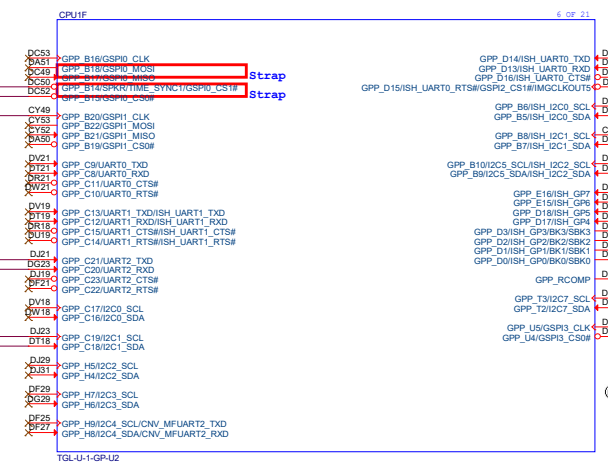 CPU1F 6 OF 21
DC53 GPP_B16/GSPI0_CLK
DA51 GPP_B18/GSPI0_MOSI
DC49 GPP_B17/GSPI0_MISO Strap
DC50 GPP_B14/SPKR/TIME_SYNC1/GSPI0_CS1#
DC52 GPP_B15/GSPI0_CS0# Strap
CY49 GPP_B20/GSPI1_CLK
CY53 GPP_B22/GSPI1_MOSI
CY52 GPP_B21/GSPI1_MISO
DA50 GPP_B19/GSPI1_CS0#
DV21 GPP_C9/UART0_TXD
DT21 GPP_C8/UART0_RXD
DR21 GPP_C11/UART0_CTS#
DW21 GPP_C10/UART0_RTS#
DV19 GPP_C13/UART1_TXD/ISH_UART1_TXD
DT19 GPP_C12/UART1_RXD/ISH_UART1_RXD
DR18 GPP_C15/UART1_CTS#/ISH_UART1_CTS#
DU19 GPP_C14/UART1_RTS#/ISH_UART1_RTS#
DJ21 GPP_C21/UART2_TXD
DG23 GPP_C20/UART2_RXD
DJ19 GPP_C23/UART2_CTS#
DF21 GPP_C22/UART2_RTS#
DV18 GPP_C17/I2C0_SCL
DW18 GPP_C16/I2C0_SDA
DJ23 GPP_C19/I2C1_SCL
DT18 GPP_C18/I2C1_SDA
DJ29 GPP_H5/I2C2_SCL
DJ31 GPP_H4/I2C2_SDA
DF29 GPP_H7/I2C3_SCL
DG29 GPP_H6/I2C3_SDA
DF25 GPP_H9/I2C4_SCL/CNV_MFUART2_TXD
DF27 GPP_H8/I2C4_SDA/CNV_MFUART2_RXD
GPP_D14/ISH_UART0_TXD
GPP_D13/ISH_UART0_RXD
GPP_D16/ISH_UART0_CTS#
GPP_D15/ISH_UART0_RTS#/GSPI2_CS1#/IMGCLKOUT5
GPP_B6/ISH_I2C0_SCL
GPP_B5/ISH_I2C0_SDA
GPP_B8/ISH_I2C1_SCL
GPP_B7/ISH_I2C1_SDA
GPP_B10/I2C5_SCL/ISH_I2C2_SCL
GPP_B9/I2C5_SDA/ISH_I2C2_SDA
GPP_E16/ISH_GP7
GPP_E15/ISH_GP6
GPP_D18/ISH_GP5
GPP_D17/ISH_GP4
GPP_D3/ISH_GP3/BK3/SBK3
GPP_D2/ISH_GP2/BK2/SBK2
GPP_D1/ISH_GP1/BK1/SBK1
GPP_D0/ISH_GP0/BK0/SBK0
GPP_RCOMP
GPP_T3/I2C7_SCL
GPP_T2/I2C7_SDA
GPP_U5/GSPI3_CLK
GPP_U4/GSPI3_CS0#
TGL-U-1-GP-U2